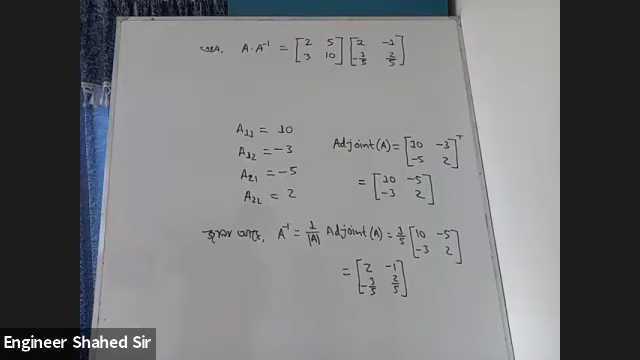 এখন, A·A⁻¹ = [2 5; 3 10] [2 -1; -3/5 2/5]
A₁₁ = 10
A₁₂ = -3
A₂₁ = -5
A₂₂ = 2
Adjoint(A) = [10 -3; -5 2]ᵀ
= [10 -5; -3 2]
A⁻¹ = 1/|A| Adjoint(A) = 1/5 [10 -5; -3 2]
= [2 -1; -3/5 2/5]
Engineer Shahed Sir